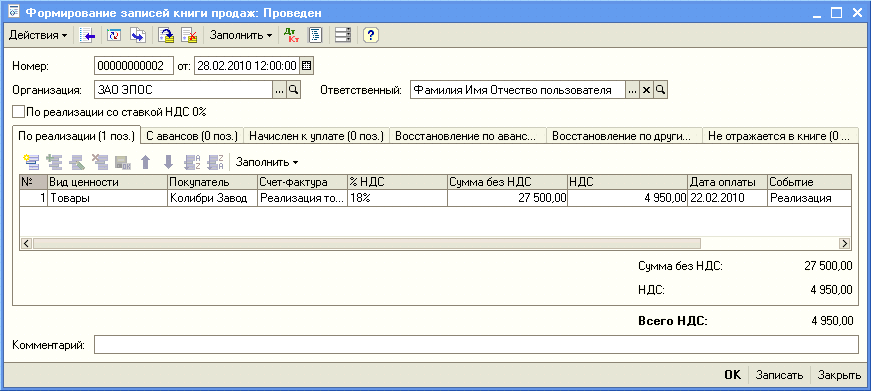 Формирование записей книги продаж: Проведен
Действия Заполнить Дт Кт ?
Номер: 00000000002 от: 28.02.2010 12:00:00
Организация: ЗАО ЭПОС ... Ответственный: Фамилия Имя Отчество пользователя ...
По реализации со ставкой НДС 0%
По реализации (1 поз.) С авансов (0 поз.) Начислен к уплате (0 поз.) Восстановление по аванс... Восстановление по други... Не отражается в книге (0 ...
Заполнить
№ Вид ценности Покупатель Счет-фактура % НДС Сумма без НДС НДС Дата оплаты Событие
1 Товары Колибри Завод Реализация то... 18% 27 500,00 4 950,00 22.02.2010 Реализация
Сумма без НДС: 27 500,00
НДС: 4 950,00
Всего НДС: 4 950,00
Комментарий:
OK Записать Закрыть